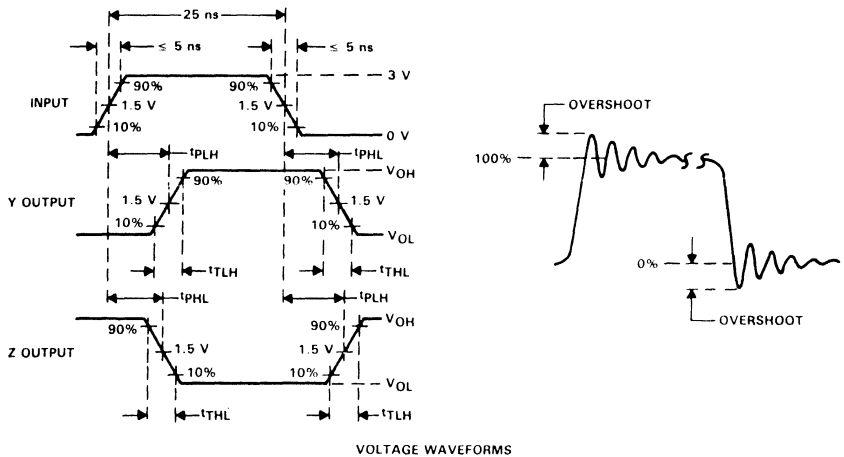 25 ns
≤ 5 ns ≤ 5 ns
3 V
90% 90%
INPUT 1.5 V 1.5 V
10% 10%
0 V
tPLH tPHL
VOH
90% 90%
Y OUTPUT 1.5 V 1.5 V
10% 10%
VOL
tTLH tTHL
tPHL tPLH
VOH
90% 90%
Z OUTPUT 1.5 V 1.5 V
10% 10%
VOL
tTHL tTLH
OVERSHOOT
100%
0%
OVERSHOOT
VOLTAGE WAVEFORMS